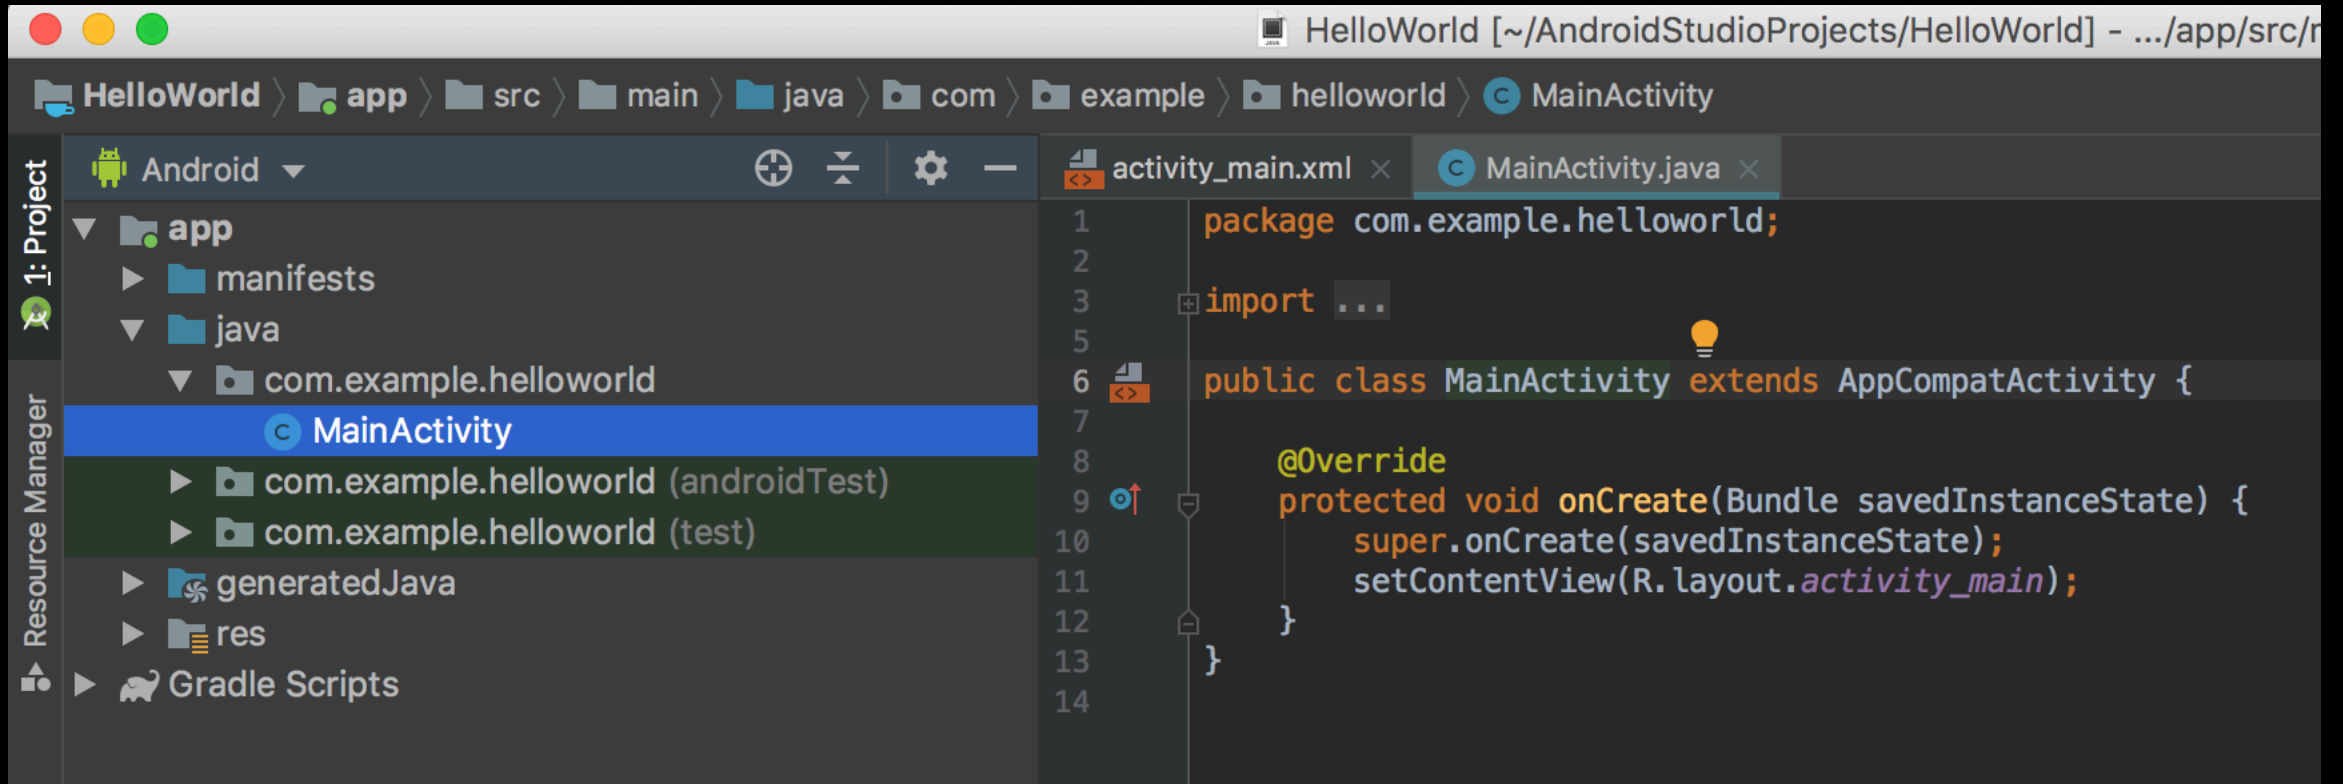 HelloWorld [~/AndroidStudioProjects/HelloWorld] - .../app/src/
HelloWorld app src main java com example helloworld MainActivity
1: Project
Resource Manager
Android
app
manifests
java
com.example.helloworld
MainActivity
com.example.helloworld (androidTest)
com.example.helloworld (test)
generatedJava
res
Gradle Scripts
activity_main.xml MainActivity.java
1 package com.example.helloworld;
2
3 import ...
5
6 public class MainActivity extends AppCompatActivity {
7
8 @Override
9 protected void onCreate(Bundle savedInstanceState) {
10 super.onCreate(savedInstanceState);
11 setContentView(R.layout.activity_main);
12 }
13 }
14